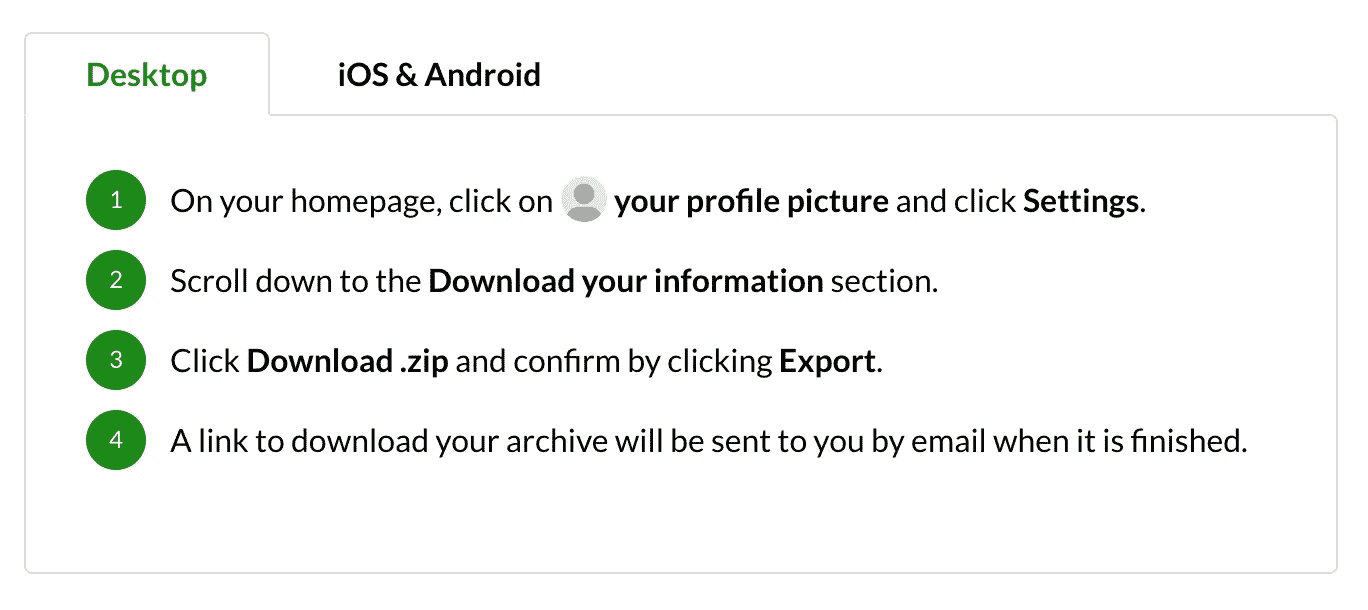 Desktop
iOS & Android
1 On your homepage, click on your profile picture and click Settings.
2 Scroll down to the Download your information section.
3 Click Download .zip and confirm by clicking Export.
4 A link to download your archive will be sent to you by email when it is finished.